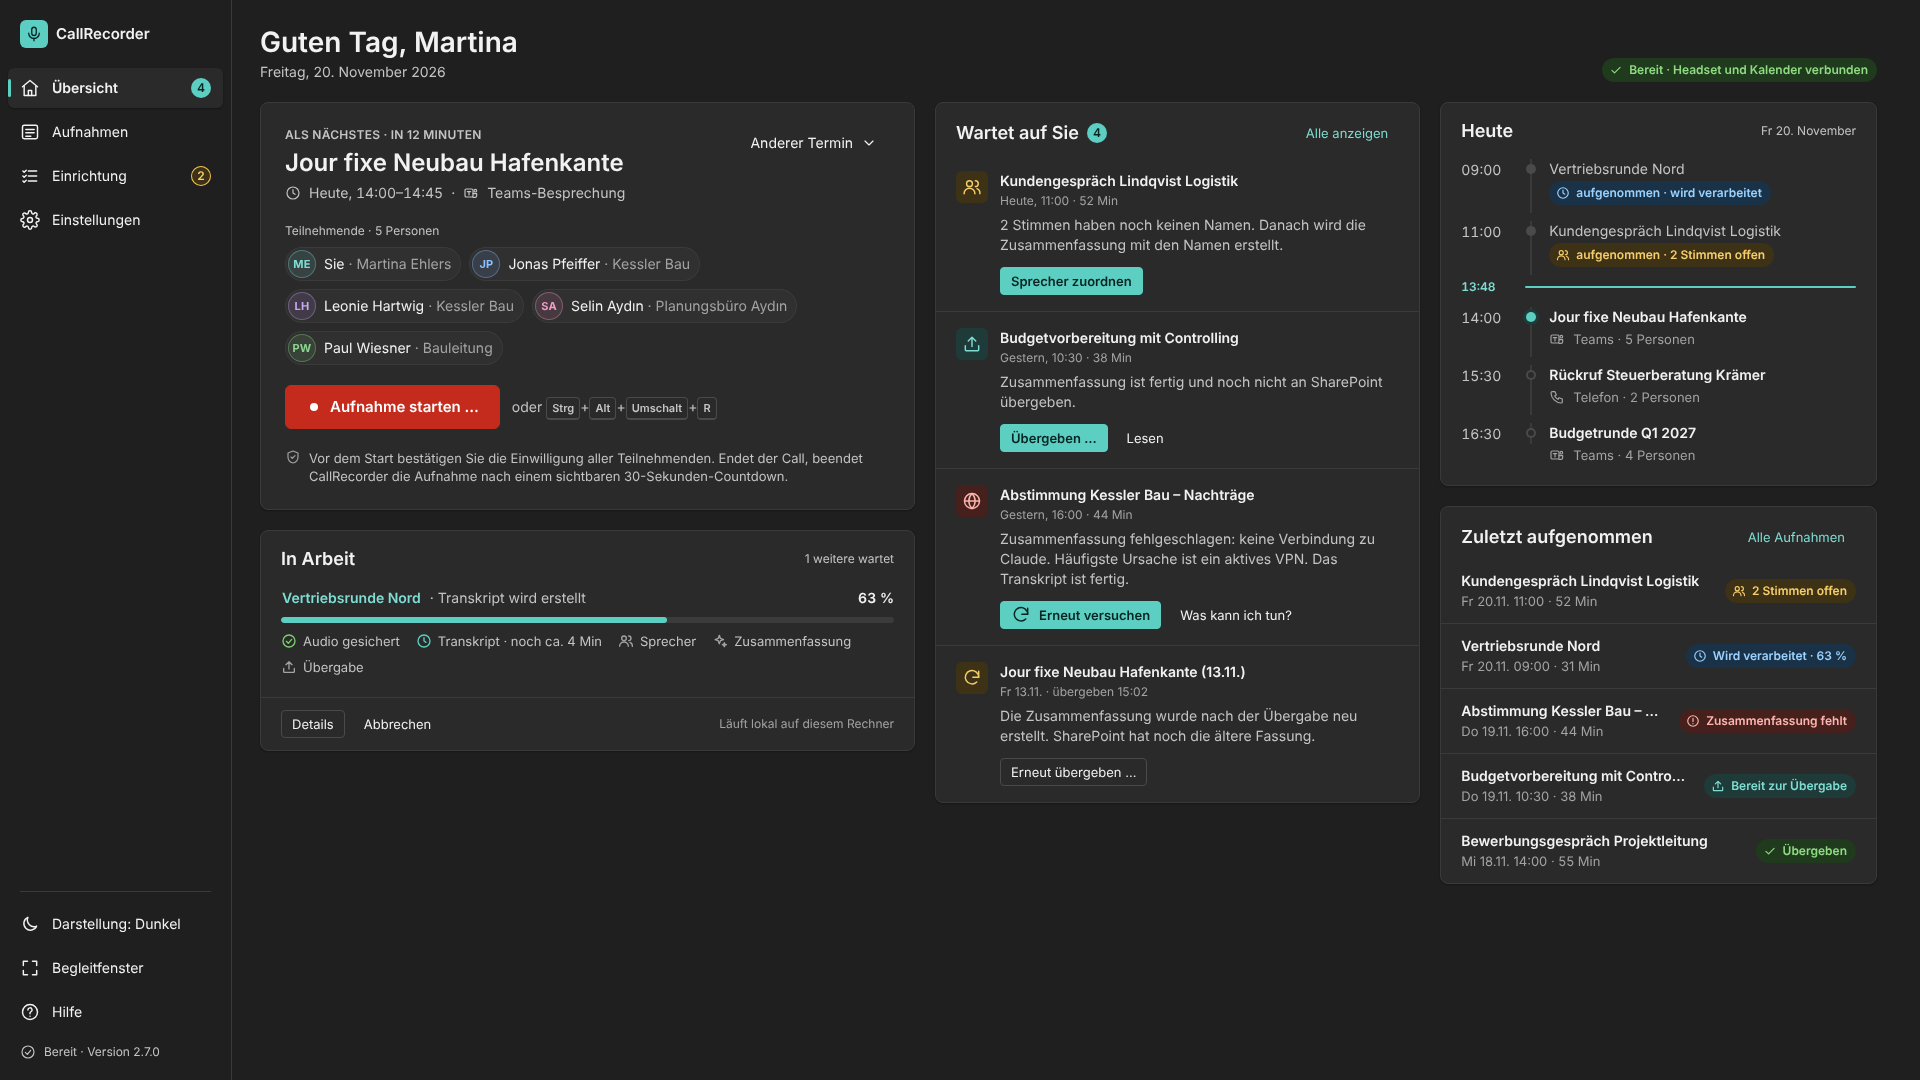 CallRecorder
Übersicht 4
Aufnahmen
Einrichtung 2
Einstellungen
Darstellung: Dunkel
Begleitfenster
Hilfe
Bereit · Version 2.7.0
Guten Tag, Martina
Freitag, 20. November 2026
Bereit · Headset und Kalender verbunden
ALS NÄCHSTES · IN 12 MINUTEN
Anderer Termin
Jour fixe Neubau Hafenkante
Heute, 14:00–14:45 · Teams-Besprechung
Teilnehmende · 5 Personen
ME Sie · Martina Ehlers
JP Jonas Pfeiffer · Kessler Bau
LH Leonie Hartwig · Kessler Bau
SA Selin Aydın · Planungsbüro Aydın
PW Paul Wiesner · Bauleitung
Aufnahme starten ...
oder Strg + Alt + Umschalt + R
Vor dem Start bestätigen Sie die Einwilligung aller Teilnehmenden. Endet der Call, beendet
CallRecorder die Aufnahme nach einem sichtbaren 30-Sekunden-Countdown.
In Arbeit
1 weitere wartet
Vertriebsrunde Nord · Transkript wird erstellt
63 %
Audio gesichert
Transkript · noch ca. 4 Min
Sprecher
Zusammenfassung
Übergabe
Details
Abbrechen
Läuft lokal auf diesem Rechner
Wartet auf Sie 4
Alle anzeigen
Kundengespräch Lindqvist Logistik
Heute, 11:00 · 52 Min
2 Stimmen haben noch keinen Namen. Danach wird die
Zusammenfassung mit den Namen erstellt.
Sprecher zuordnen
Budgetvorbereitung mit Controlling
Gestern, 10:30 · 38 Min
Zusammenfassung ist fertig und noch nicht an SharePoint
übergeben.
Übergeben ...
Lesen
Abstimmung Kessler Bau – Nachträge
Gestern, 16:00 · 44 Min
Zusammenfassung fehlgeschlagen: keine Verbindung zu
Claude. Häufigste Ursache ist ein aktives VPN. Das
Transkript ist fertig.
Erneut versuchen
Was kann ich tun?
Jour fixe Neubau Hafenkante (13.11.)
Fr 13.11. · übergeben 15:02
Die Zusammenfassung wurde nach der Übergabe neu
erstellt. SharePoint hat noch die ältere Fassung.
Erneut übergeben ...
Heute
Fr 20. November
09:00 Vertriebsrunde Nord
aufgenommen · wird verarbeitet
11:00 Kundengespräch Lindqvist Logistik
aufgenommen · 2 Stimmen offen
13:48
14:00 Jour fixe Neubau Hafenkante
Teams · 5 Personen
15:30 Rückruf Steuerberatung Krämer
Telefon · 2 Personen
16:30 Budgetrunde Q1 2027
Teams · 4 Personen
Zuletzt aufgenommen
Alle Aufnahmen
Kundengespräch Lindqvist Logistik
Fr 20.11. 11:00 · 52 Min
2 Stimmen offen
Vertriebsrunde Nord
Fr 20.11. 09:00 · 31 Min
Wird verarbeitet · 63 %
Abstimmung Kessler Bau – ...
Do 19.11. 16:00 · 44 Min
Zusammenfassung fehlt
Budgetvorbereitung mit Contro...
Do 19.11. 10:30 · 38 Min
Bereit zur Übergabe
Bewerbungsgespräch Projektleitung
Mi 18.11. 14:00 · 55 Min
Übergeben